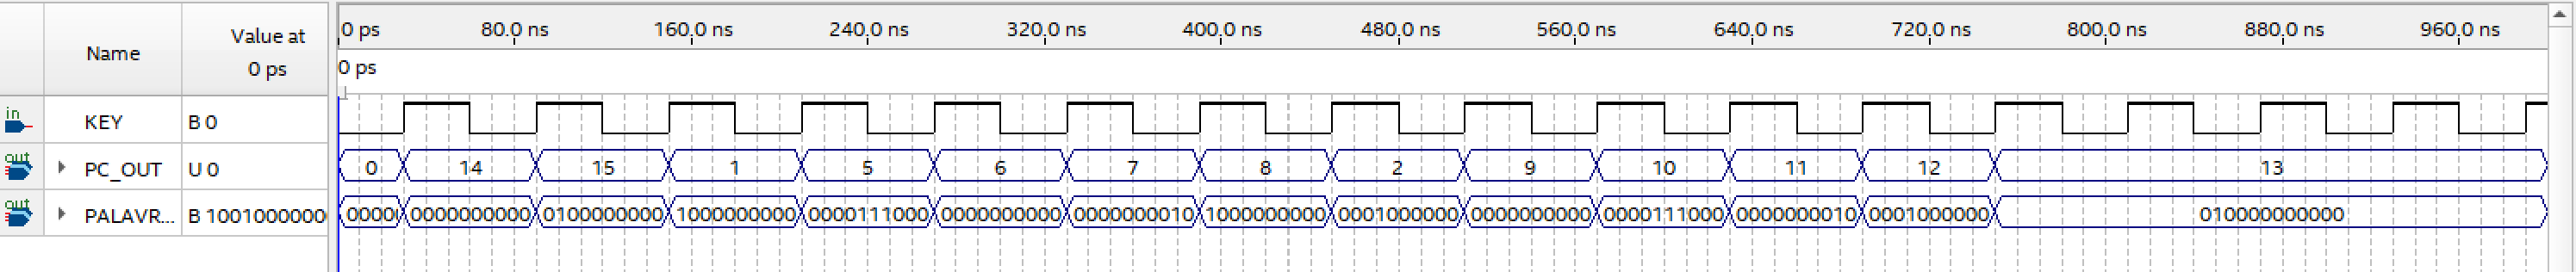 Name
Value at
0 ps
0 ps 80.0 ns 160.0 ns 240.0 ns 320.0 ns 400.0 ns 480.0 ns 560.0 ns 640.0 ns 720.0 ns 800.0 ns 880.0 ns 960.0 ns
0 ps
in KEY B 0
out PC_OUT U 0 0 14 15 1 5 6 7 8 2 9 10 11 12 13
out PALAVR... B 10010000000 0000 0000000000 0100000000 1000000000 0000111000 0000000000 0000000010 1000000000 0001000000 0000000000 0000111000 0000000010 0001000000 010000000000